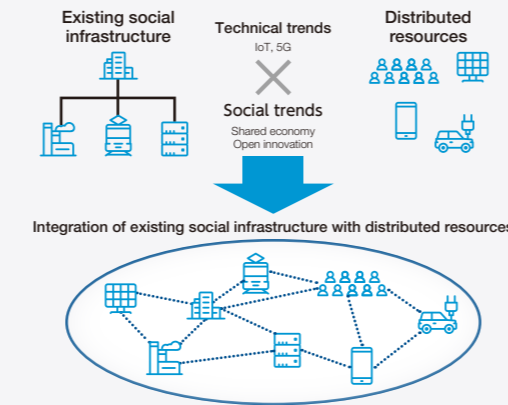 Existing social
infrastructure
Technical trends
IoT, 5G
Social trends
Shared economy
Open innovation
Distributed
resources
Integration of existing social infrastructure with distributed resources